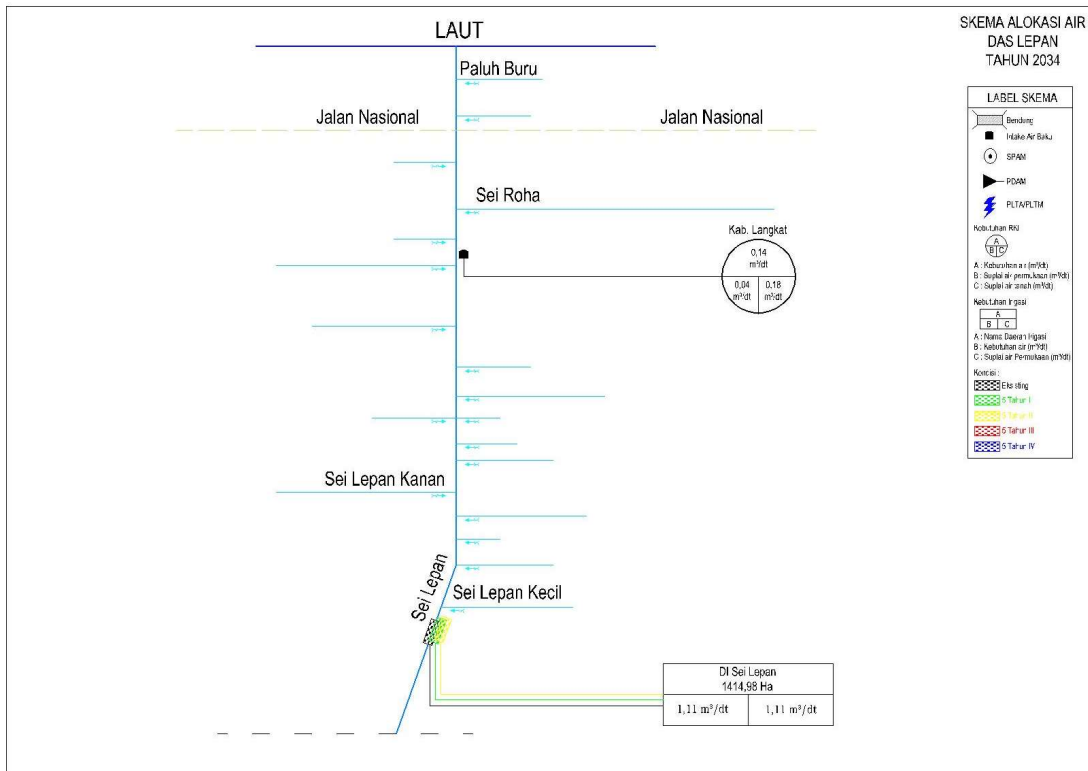 SKEMA ALOKASI AIR
DAS LEPAN
TAHUN 2034
LAUT
Paluh Buru
Jalan Nasional
Jalan Nasional
Sei Roha
Kab. Langkat
0,14
m³/dt
0,04
m³/dt
0,18
m³/dt
Sei Lepan Kanan
Sei Lepan
Sei Lepan Kecil
DI Sei Lepan
1414,98 Ha
1,11 m³/dt
1,11 m³/dt
LABEL SKEMA
Bendung
Intake Air Baku
SPAM
PDAM
PLTA/PLTM
Kebutuhan RKI
A
B C
A : Kebutuhan air (m³/dt)
B : Suplai air permukaan (m³/dt)
C : Suplai air tanah (m³/dt)
Kebutuhan Irigasi
A
B C
A : Nama Daerah Irigasi
B : Kebutuhan air (m³/dt)
C : Suplai air Permukaan (m³/dt)
Kondisi :
Eksisting
5 Tahun I
5 Tahun II
5 Tahun III
5 Tahun IV